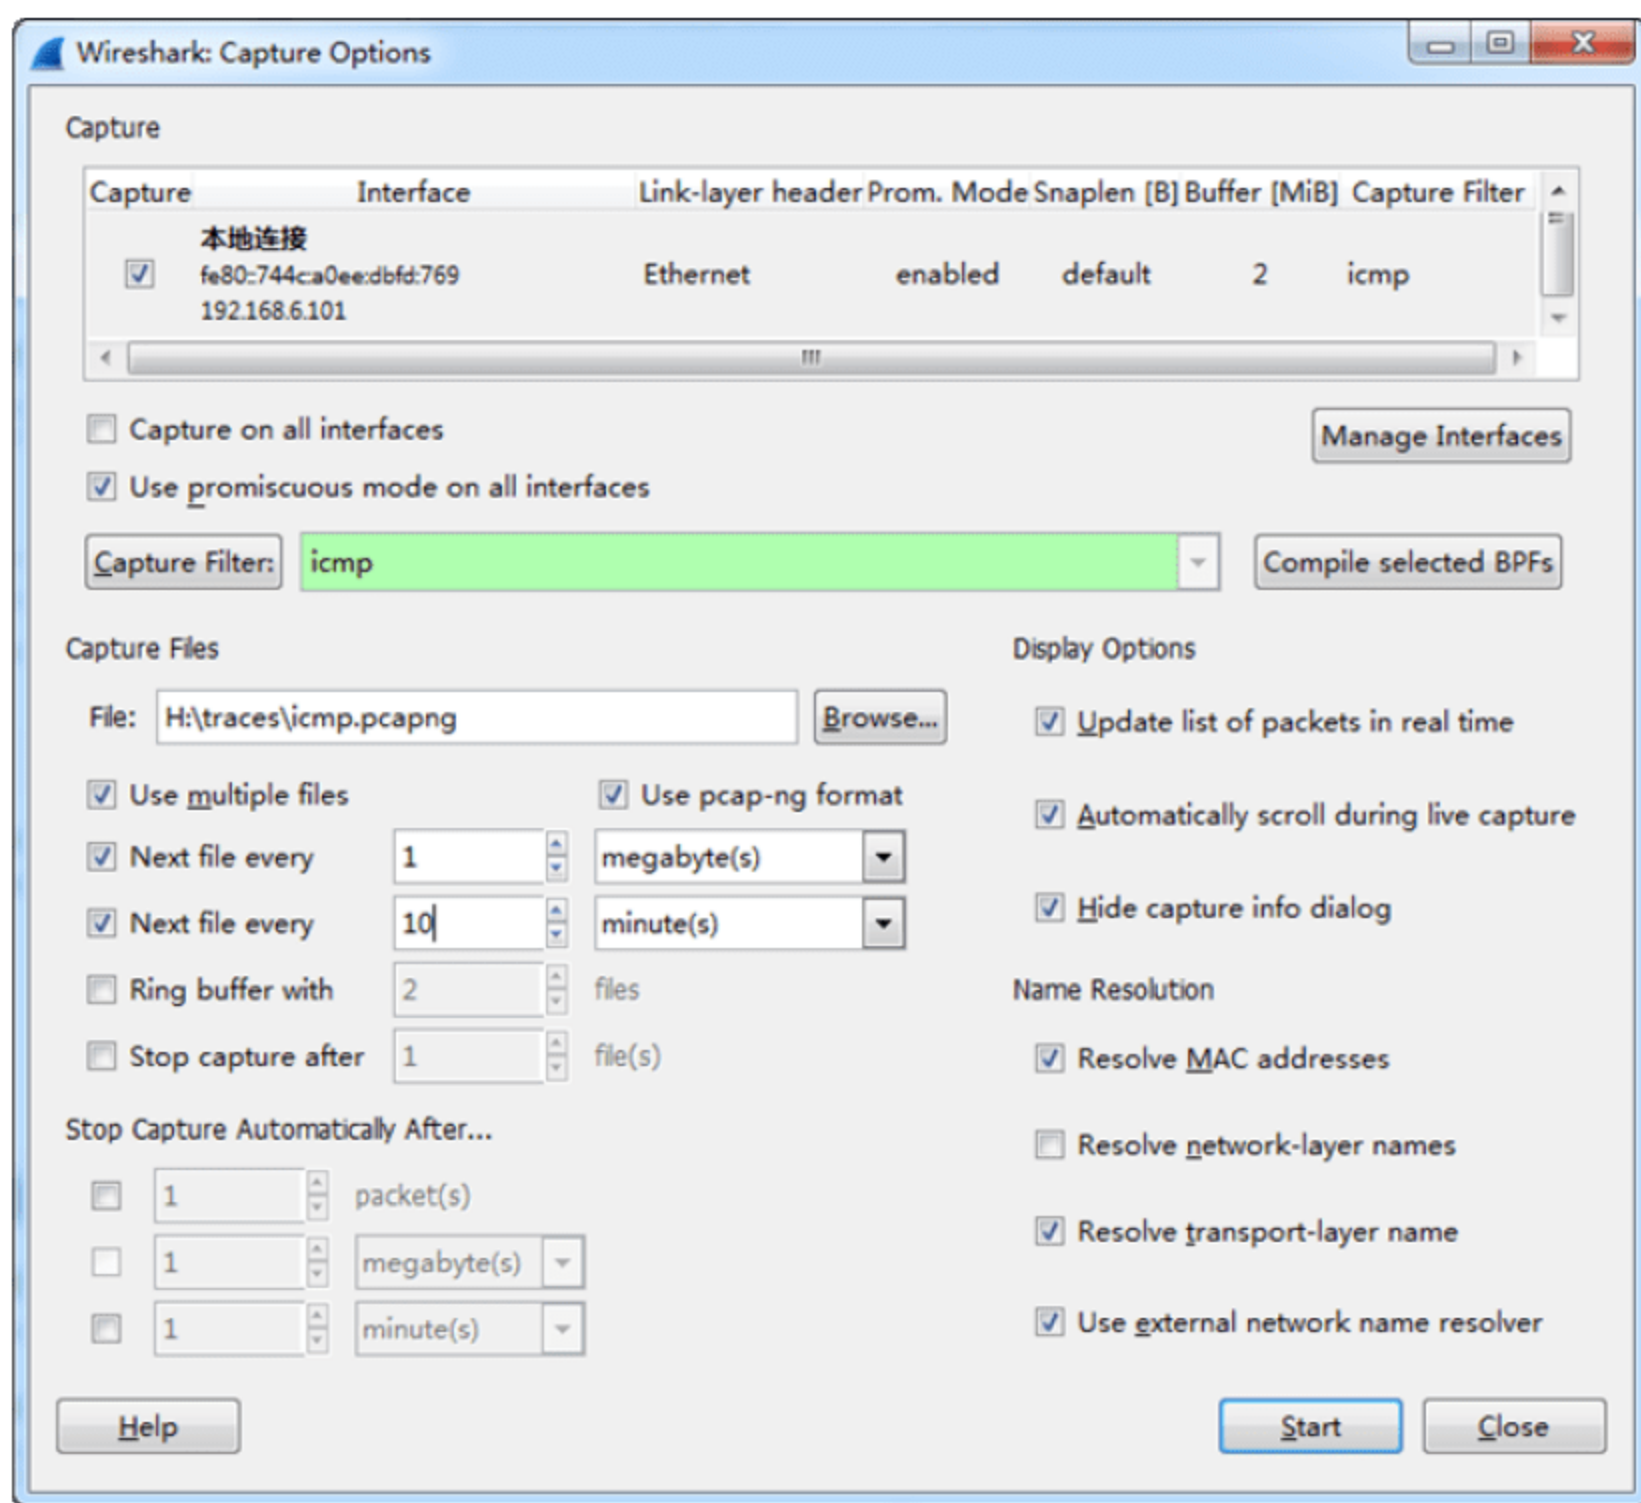 Wireshark: Capture Options
Capture
Capture Interface Link-layer header Prom. Mode Snaplen [B] Buffer [MiB] Capture Filter
本地连接
fe80::744c:a0ee:dbfd:769 Ethernet enabled default 2 icmp
192.168.6.101
Capture on all interfaces
Manage Interfaces
Use promiscuous mode on all interfaces
Capture Filter: icmp Compile selected BPFs
Capture Files
File: H:\traces\icmp.pcapng Browse...
Use multiple files Use pcap-ng format
Next file every 1 megabyte(s)
Next file every 10 minute(s)
Ring buffer with 2 files
Stop capture after 1 file(s)
Stop Capture Automatically After...
1 packet(s)
1 megabyte(s)
1 minute(s)
Display Options
Update list of packets in real time
Automatically scroll during live capture
Hide capture info dialog
Name Resolution
Resolve MAC addresses
Resolve network-layer names
Resolve transport-layer name
Use external network name resolver
Help Start Close